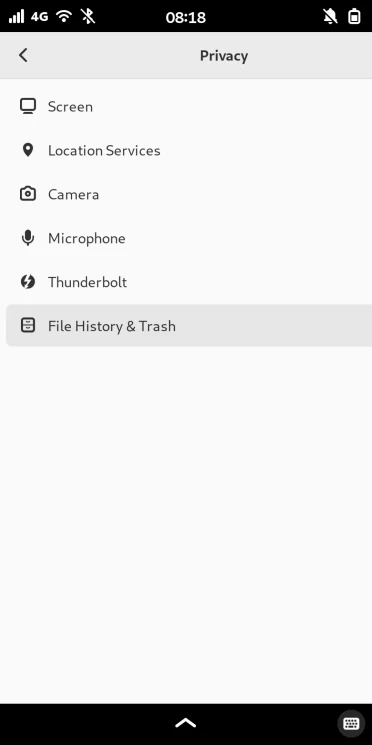 4G 08:18
Privacy
Screen
Location Services
Camera
Microphone
Thunderbolt
File History & Trash